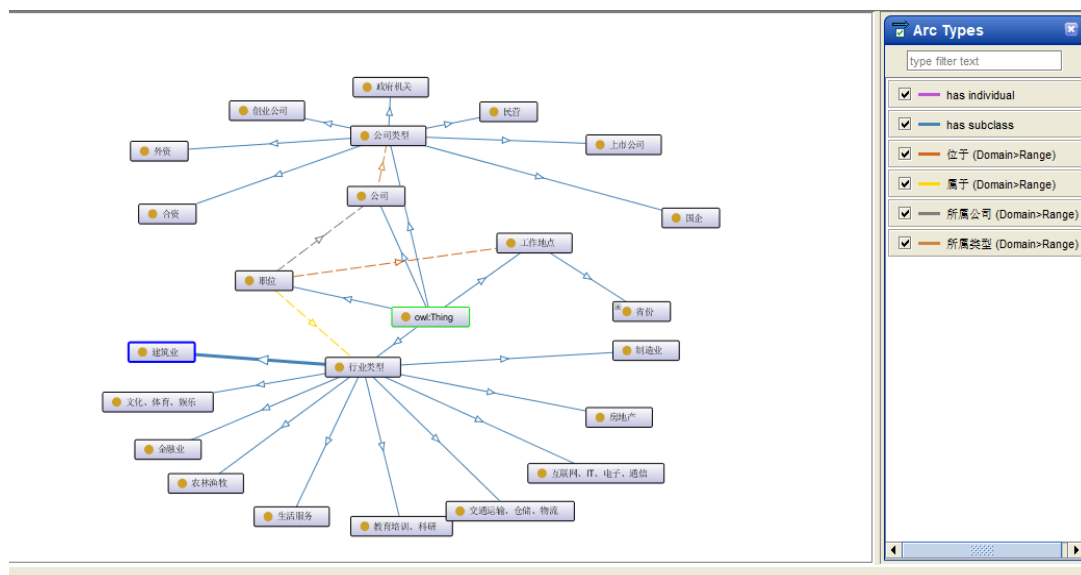 政府机关
创业公司
民营
公司类型
外资
上市公司
公司
合资
国企
工作地点
职位
owl:Thing
省份
建筑业
制造业
行业类型
文化、体育、娱乐
房地产
金融业
互联网、IT、电子、通信
农林渔牧
交通运输、仓储、物流
生活服务
教育培训、科研
Arc Types
type filter text
has individual
has subclass
位于 (Domain>Range)
属于 (Domain>Range)
所属公司 (Domain>Range)
所属类型 (Domain>Range)